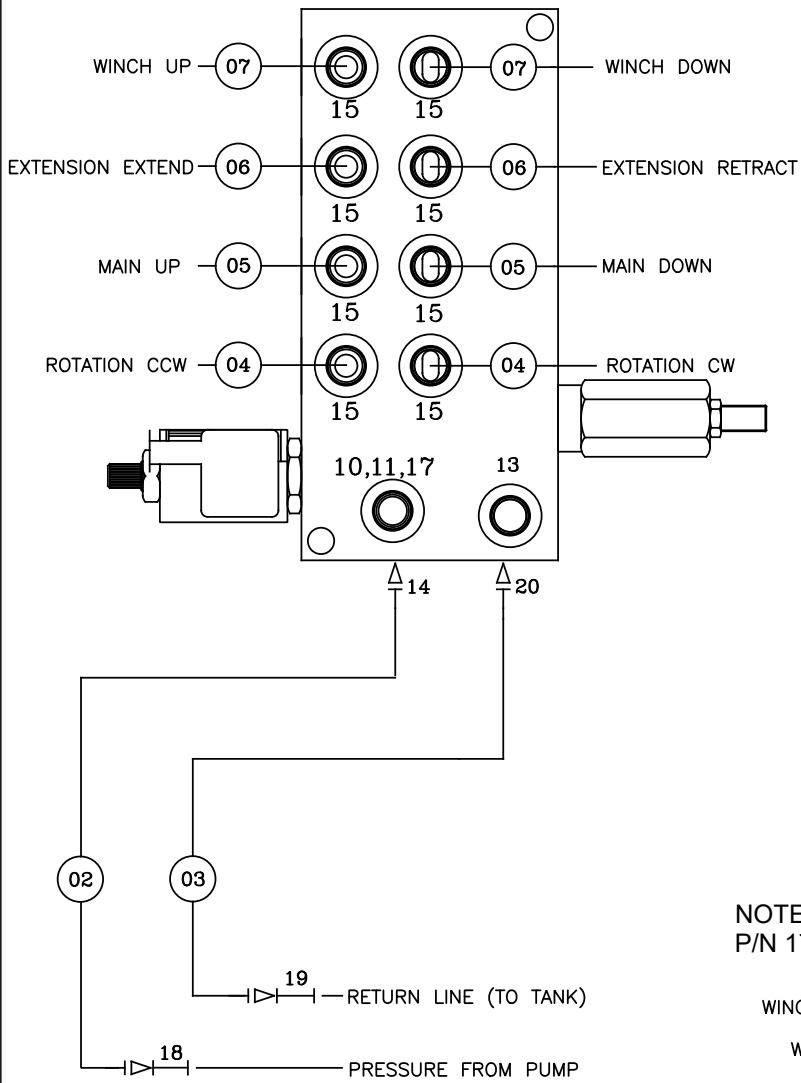 WINCH UP 07 07 WINCH DOWN
15 15
EXTENSION EXTEND 06 06 EXTENSION RETRACT
15 15
MAIN UP 05 05 MAIN DOWN
15 15
ROTATION CCW 04 04 ROTATION CW
15 15
10,11,17 13
14 20
02 03
19 RETURN LINE (TO TANK)
18 PRESSURE FROM PUMP
P/N